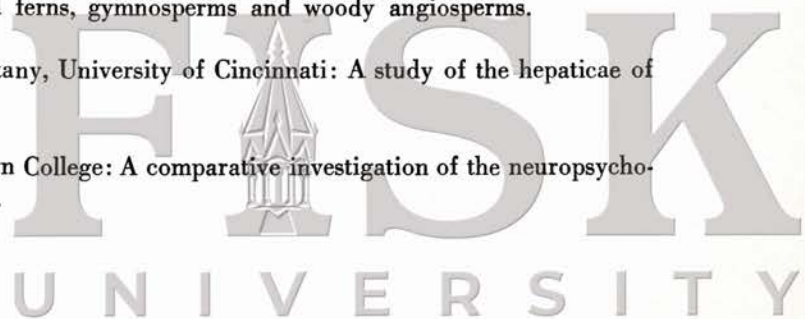 ferns, gymnosperms and woody angiosperms.
tany, University of Cincinnati: A study of the hepaticae of
n College: A comparative investigation of the neuropsycho-
FISK
UNIVERSITY